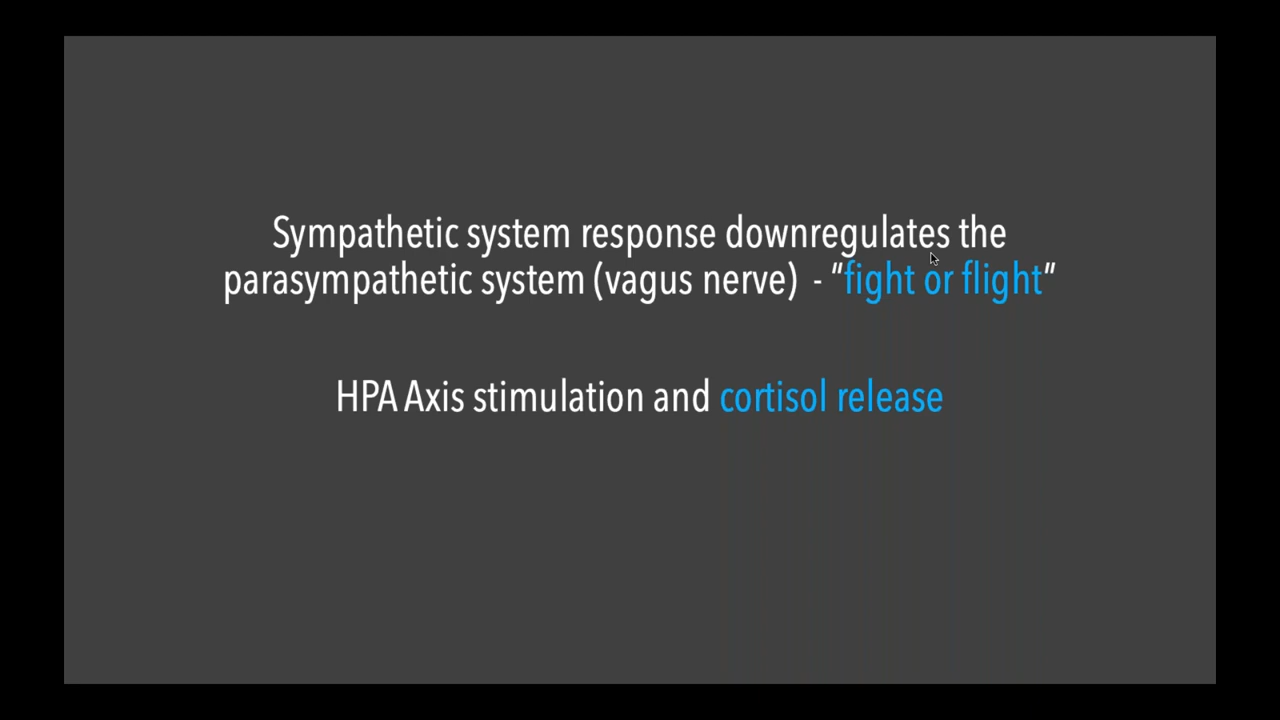 Sympathetic system response downregulates the
parasympathetic system (vagus nerve)  - “fight or flight”
HPA Axis stimulation and cortisol release